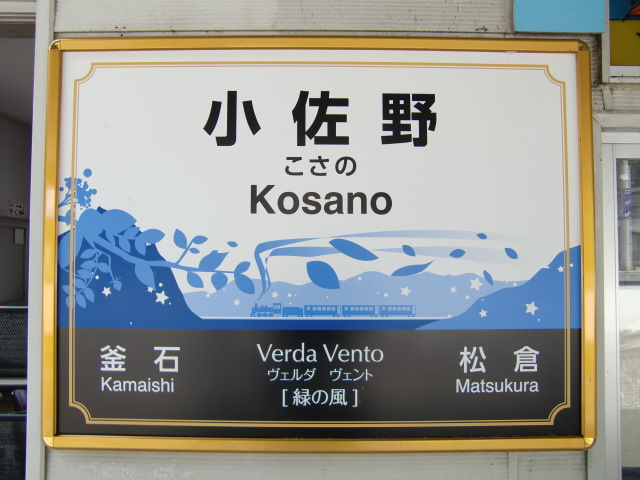 小佐野
こさの
Kosano
釜石
Kamaishi
Verda Vento
ヴェルダ ヴェント
[緑の風]
松倉
Matsukura